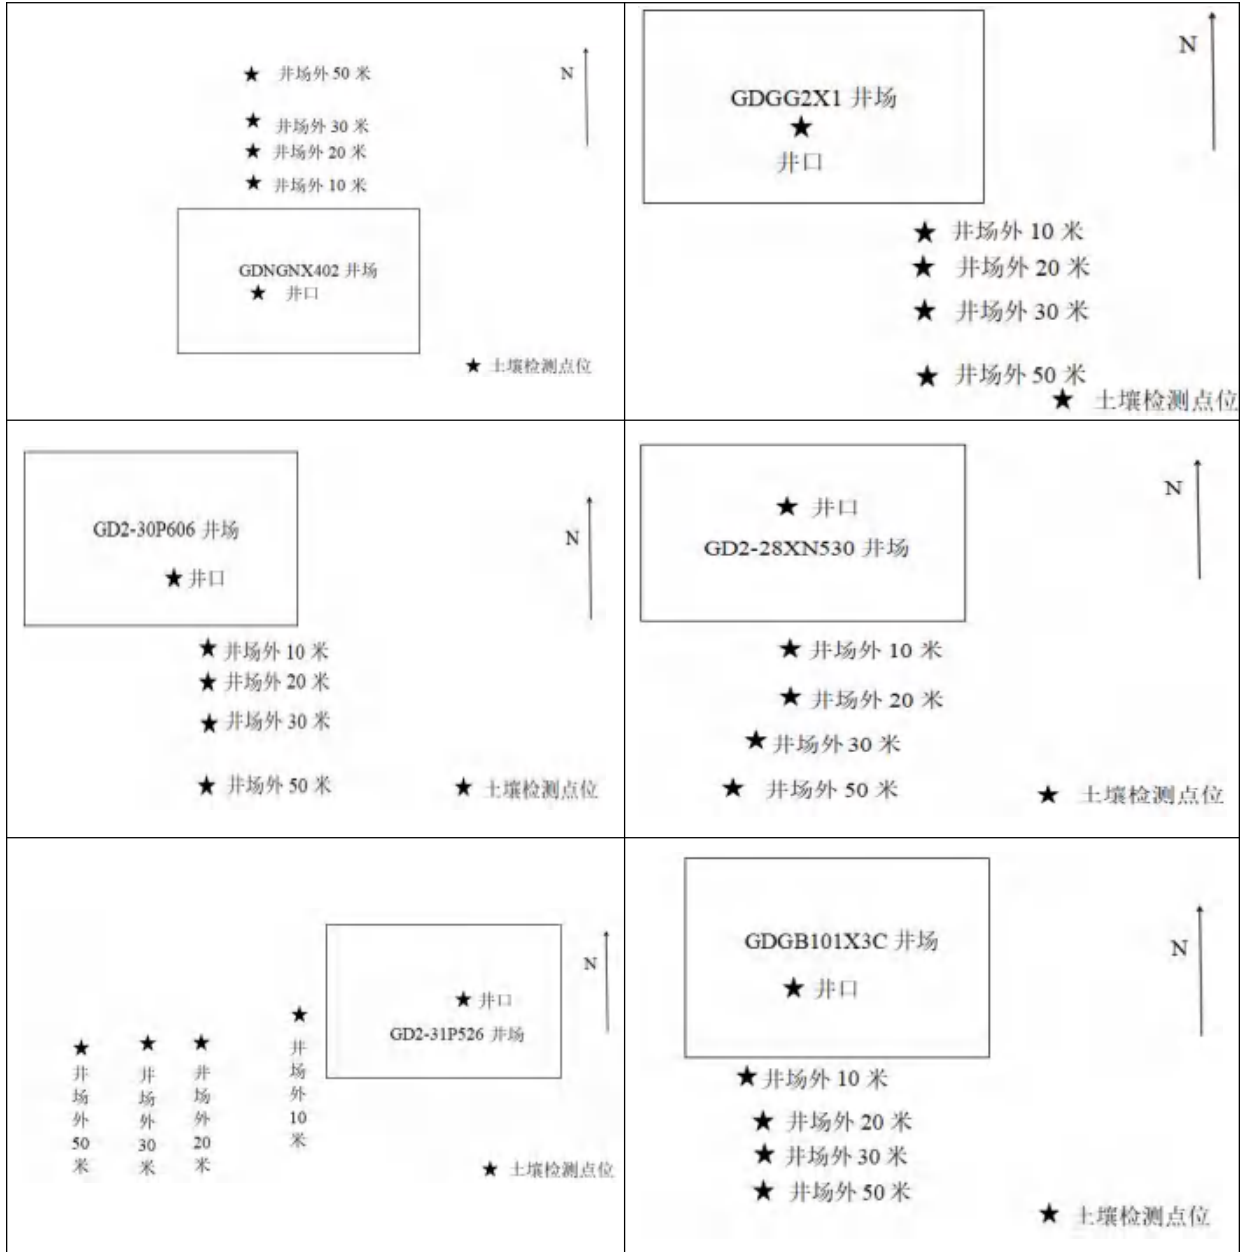 井场外 50 米
N
井场外 30 米
井场外 20 米
井场外 10 米
GDNGNX402 井场
井口
土壤检测点位
N
GDGG2X1 井场
井口
井场外 10 米
井场外 20 米
井场外 30 米
井场外 50 米
土壤检测点位
GD2-30P606 井场
N
井口
井场外 10 米
井场外 20 米
井场外 30 米
井场外 50 米
土壤检测点位
N
井口
GD2-28XN530 井场
井场外 10 米
井场外 20 米
井场外 30 米
井场外 50 米
土壤检测点位
N
井口
GD2-31P526 井场
井场外 50 米
井场外 30 米
井场外 20 米
井场外 10 米
土壤检测点位
GDGB101X3C 井场
N
井口
井场外 10 米
井场外 20 米
井场外 30 米
井场外 50 米
土壤检测点位